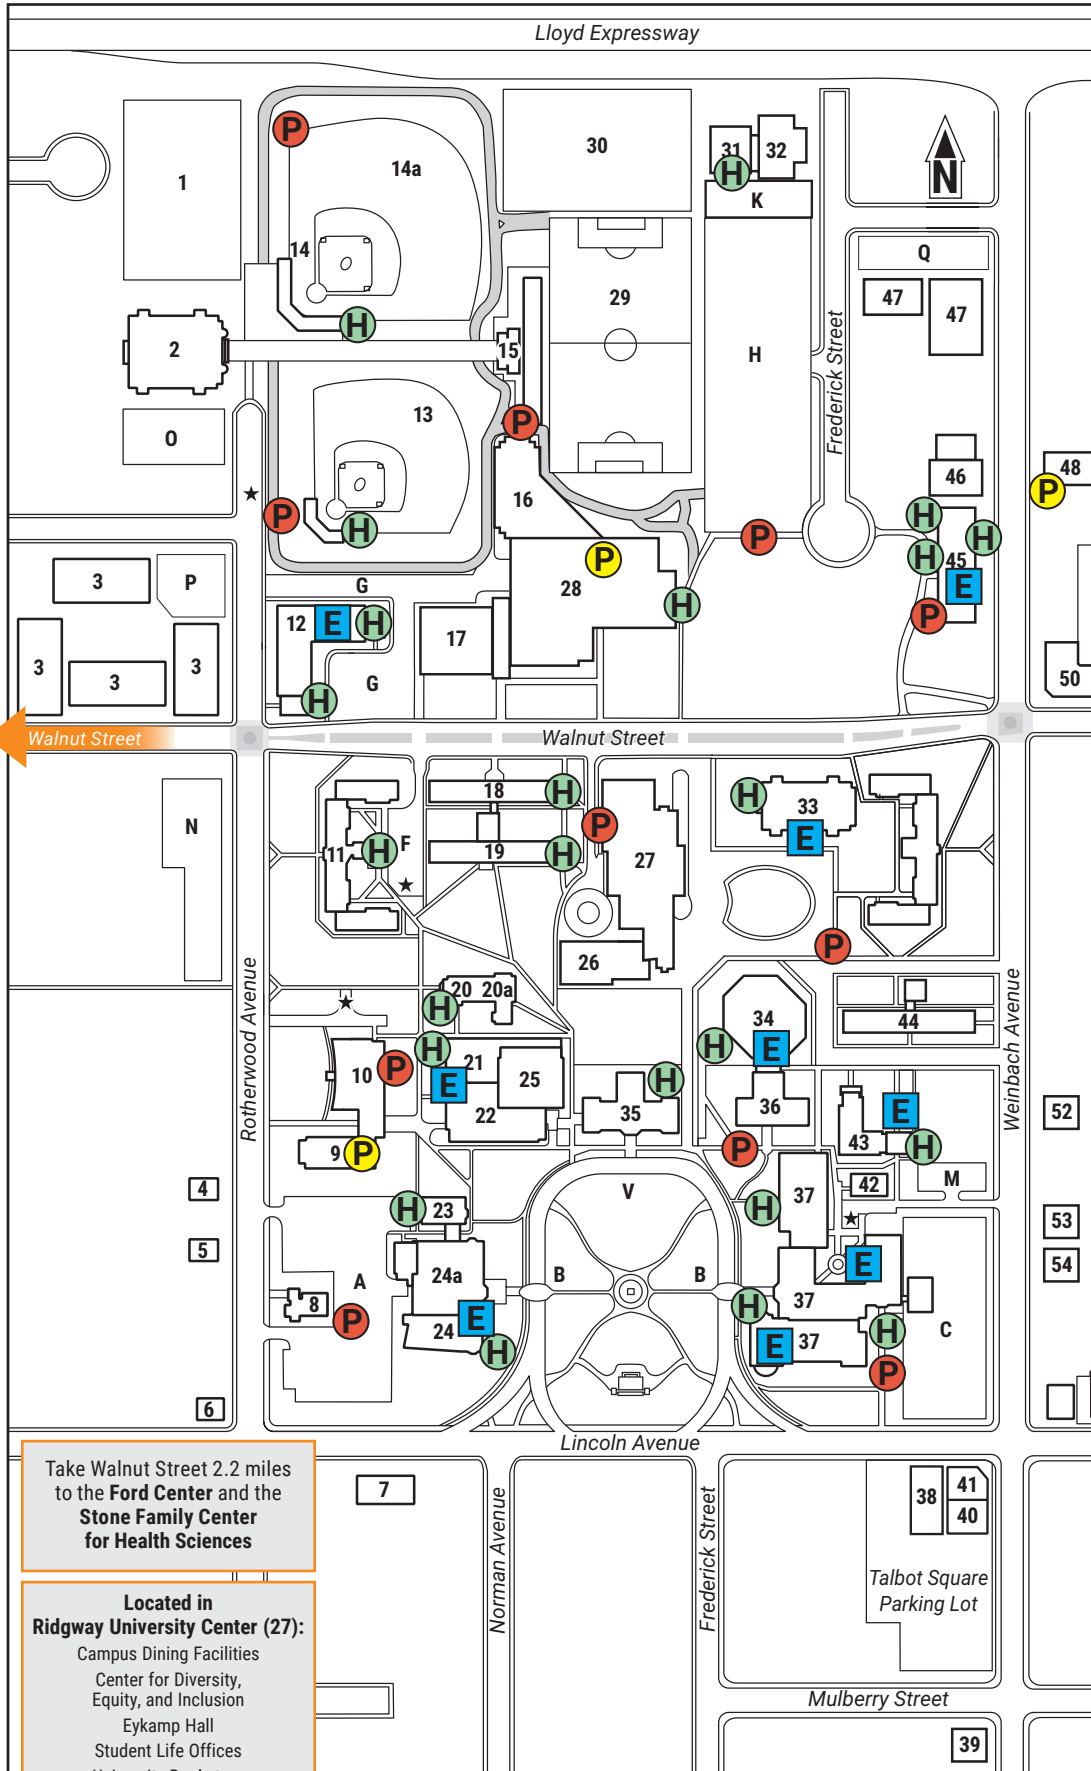 Lloyd Expressway
30
31
32
14a
1
H
K
N
P
14
Q
29
47
47
H
15
2
H
Frederick Street
13
O
P
46
48
P
16
P
H
P
H
H
P
H
45
3
P
G
28
E
12
E
H
H
P
17
3
3
3
G
50
H
Walnut Street
Walnut Street
18
H
H
33
N
P
E
11
H
F
19
H
27
P
26
20
20a
H
34
44
Rotherwood Avenue
Weinbach Avenue
H
21
H
E
10
P
E
25
H
22
35
36
E
52
43
H
9
P
P
M
4
V
37
42
H
23
H
53
5
54
A
24a
B
B
E
8
37
H
P
24
E
H
C
H
E
37
P
6
Lincoln Avenue
Take Walnut Street 2.2 miles
to the Ford Center and the
Stone Family Center
for Health Sciences
7
38
41
40
Norman Avenue
Frederick Street
Talbot Square
Parking Lot
Located in
Ridgway University Center (27):
Campus Dining Facilities
Center for Diversity,
Equity, and Inclusion
Eykamp Hall
Student Life Offices
Mulberry Street
39